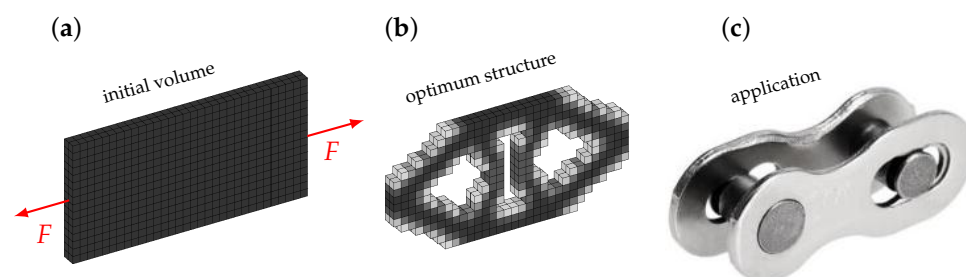 (a)
initial volume
F
F
(b)
optimum structure
(c)
application